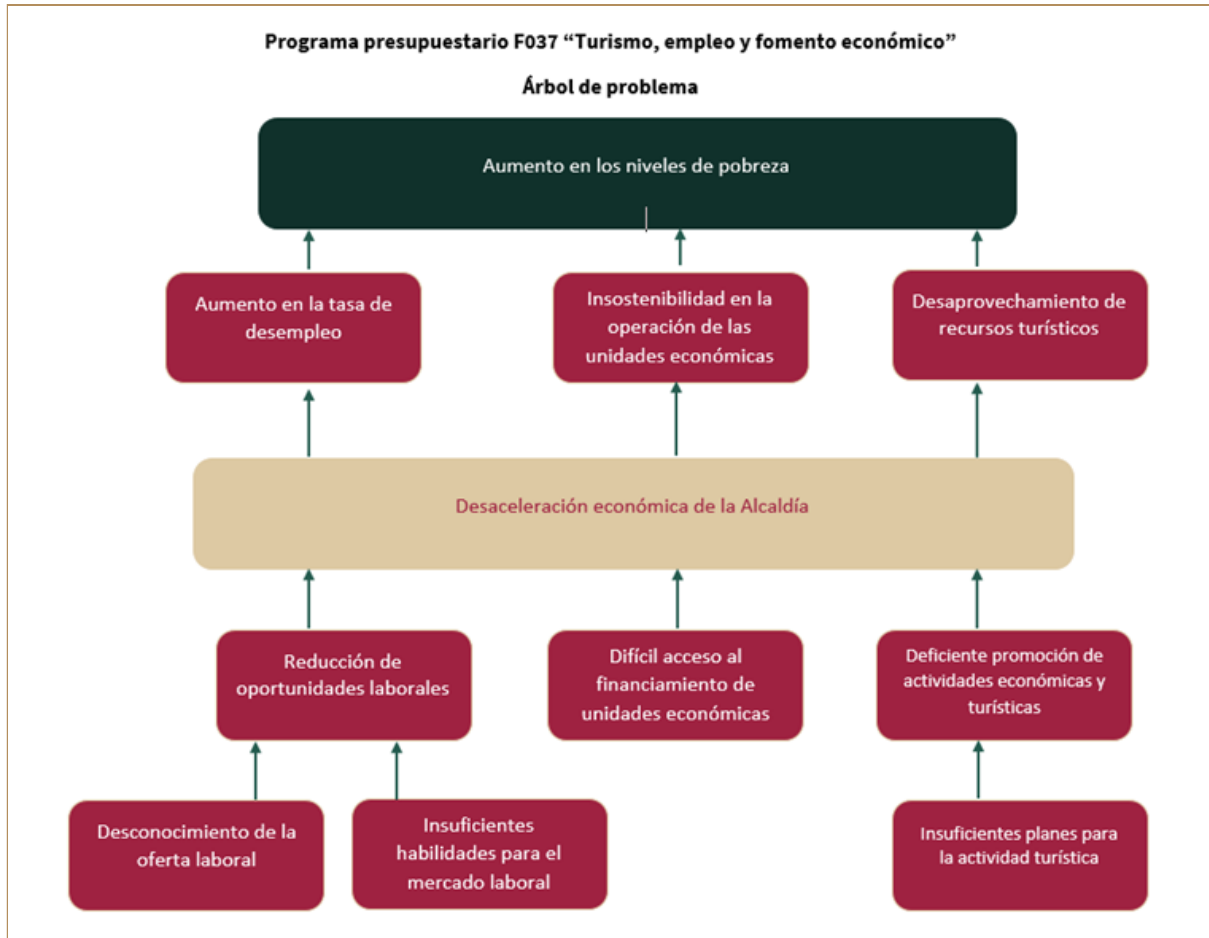 Programa presupuestario F037 “Turismo, empleo y fomento económico”
Árbol de problema
Aumento en los niveles de pobreza
Aumento en la tasa de
desempleo
Insostenibilidad en la
operación de las
unidades económicas
Desaprovechamiento de
recursos turísticos
Desaceleración económica de la Alcaldía
Reducción de
oportunidades laborales
Difícil acceso al
financiamiento de
unidades económicas
Deficiente promoción de
actividades económicas y
turísticas
Desconocimiento de la
oferta laboral
Insuficientes
habilidades para el
mercado laboral
Insuficientes planes para
la actividad turística